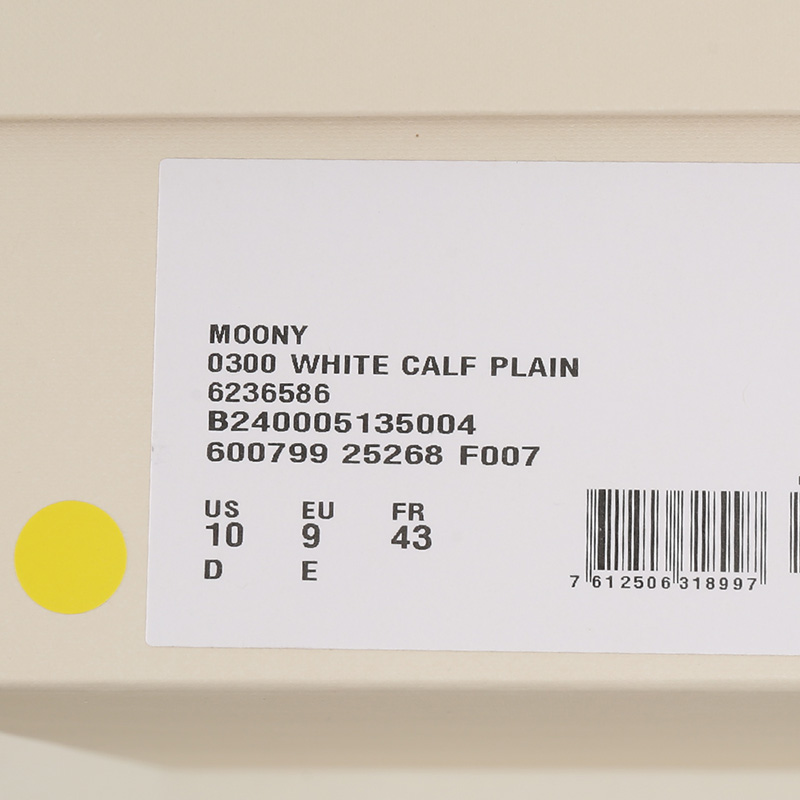 MOONY
0300 WHITE CALF PLAIN
6236586
B240005135004
600799 25268 F007
US EU FR
10 9 43
D E
7 612506 318997